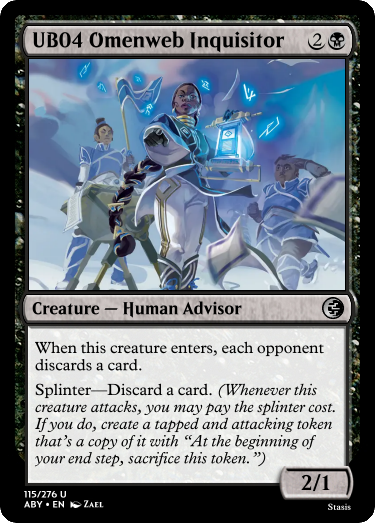 UB04 Omenweb Inquisitor 2
Creature — Human Advisor
When this creature enters, each opponent
discards a card.
Splinter—Discard a card. (Whenever this
creature attacks, you may pay the splinter cost.
If you do, create a tapped and attacking token
that's a copy of it with “At the beginning of
your end step, sacrifice this token.”)
2/1
115/276 U
ABY • EN Zael
Stasis